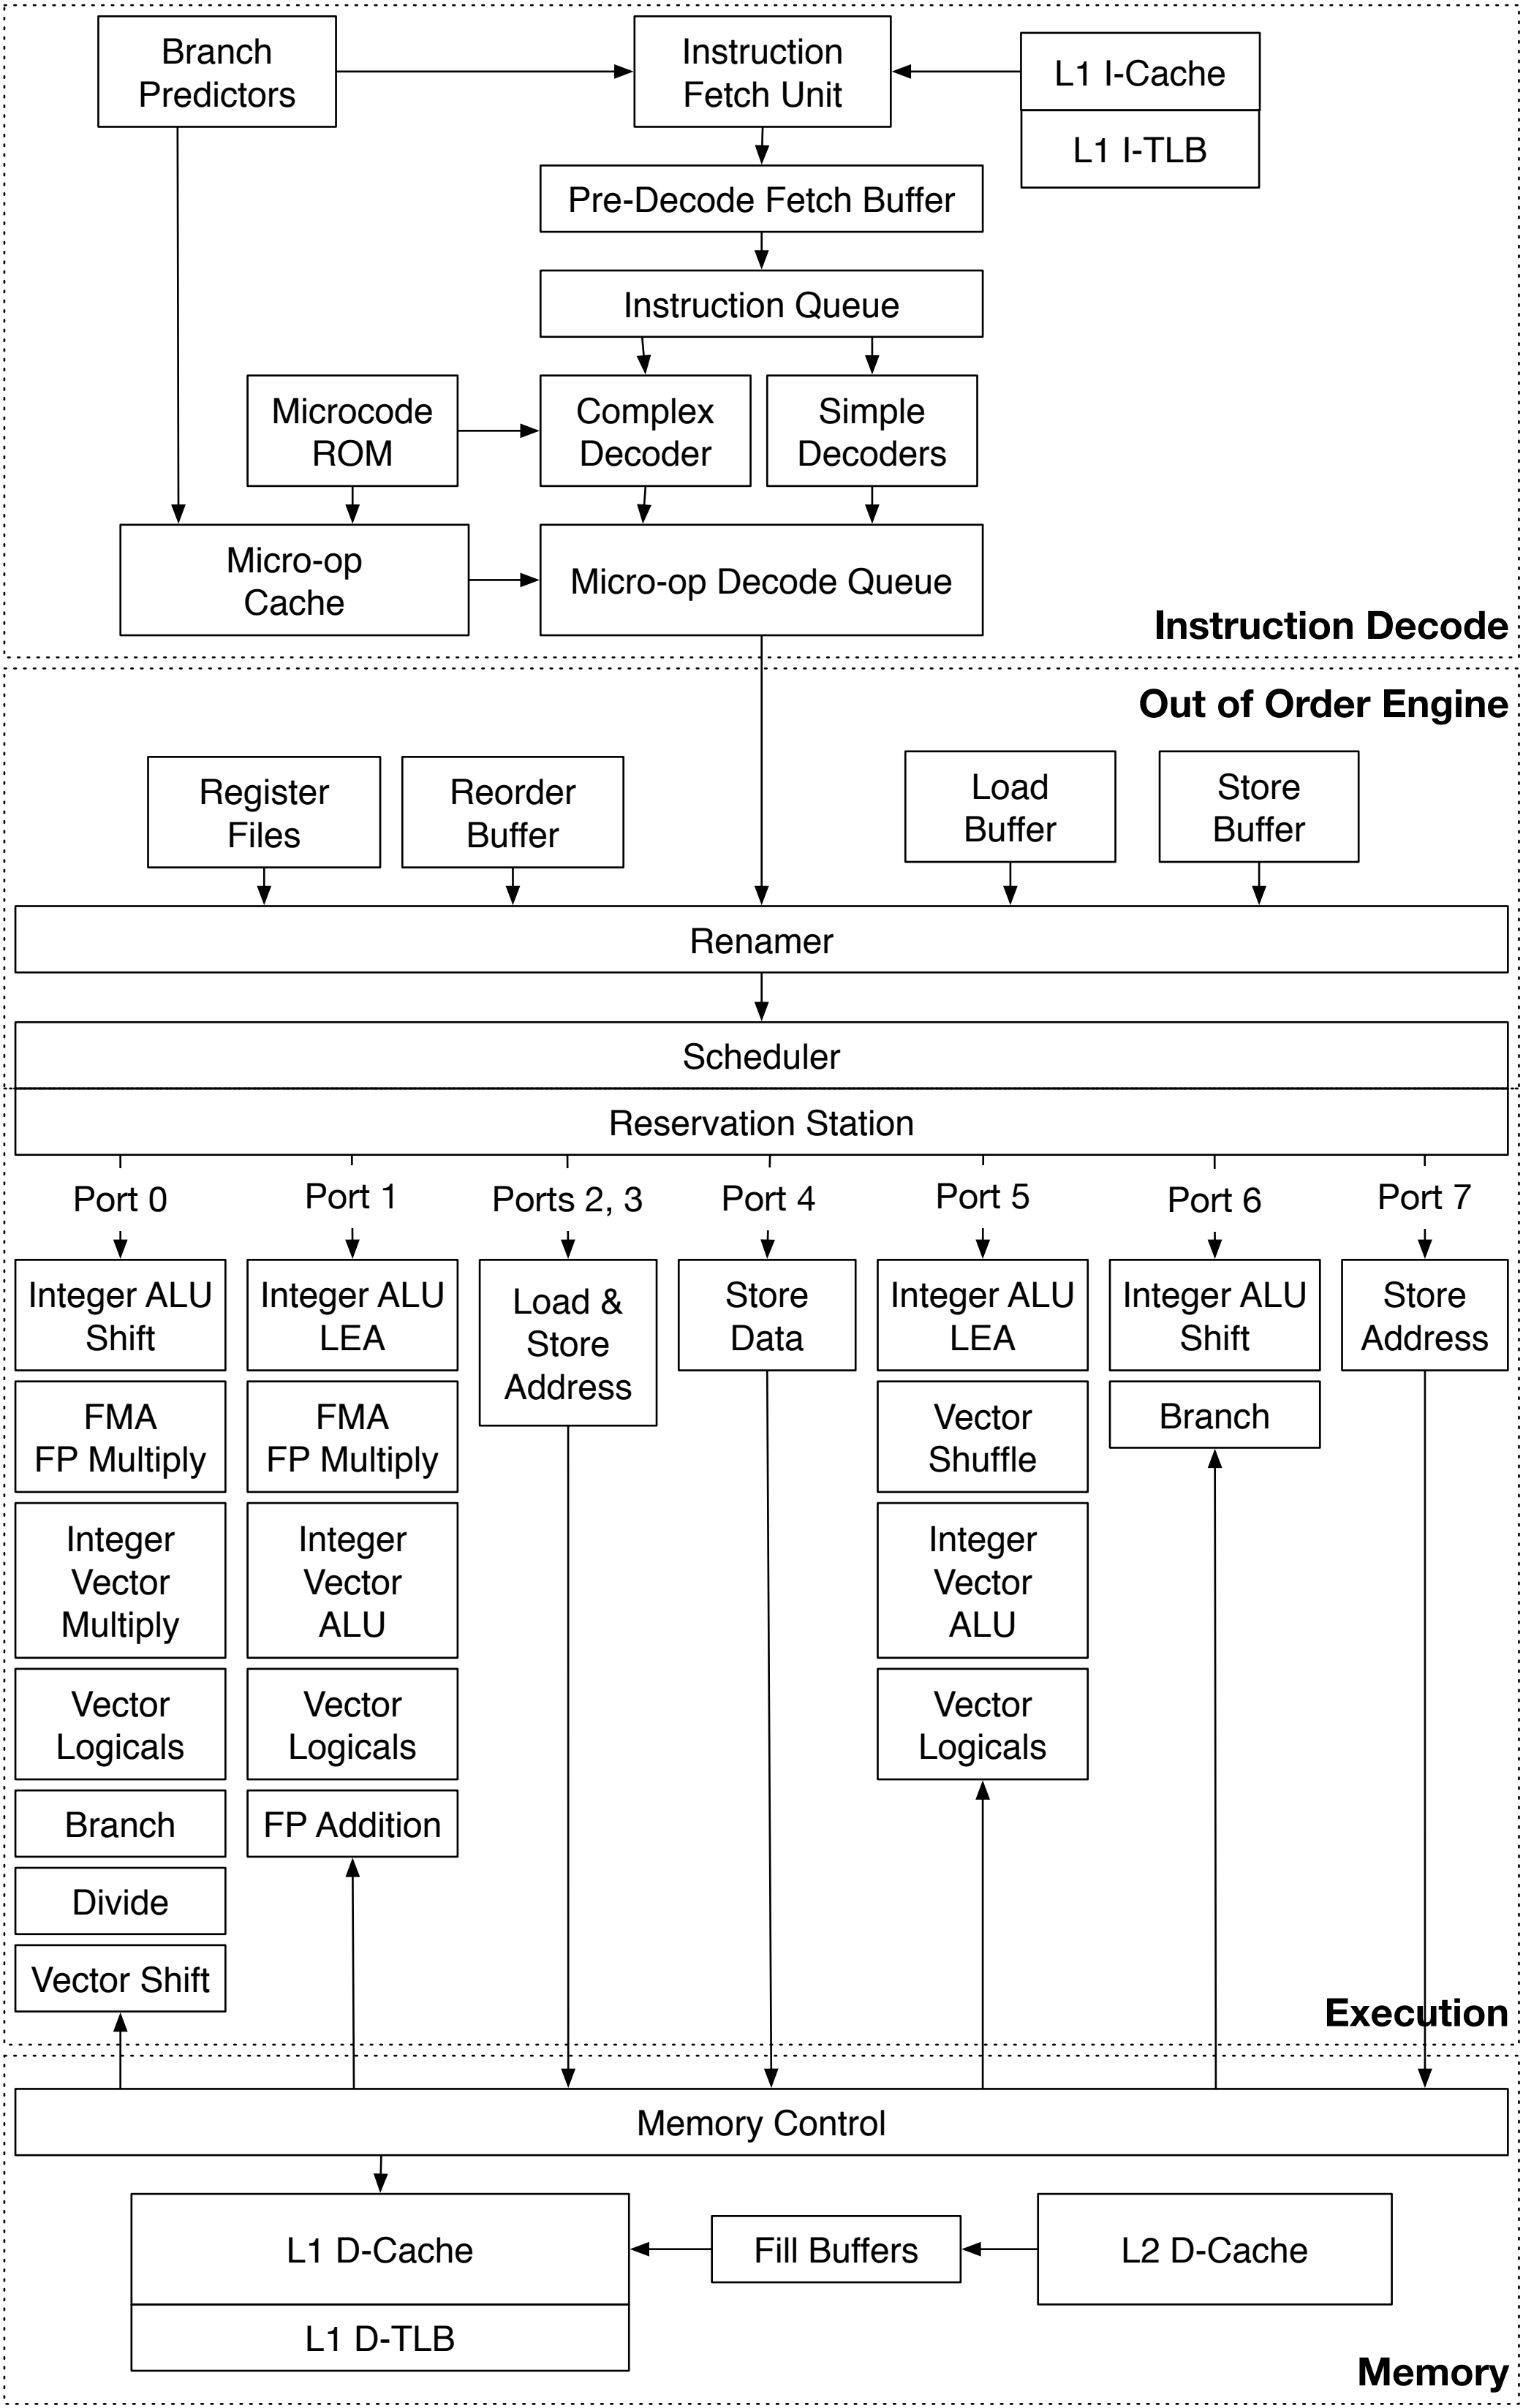 Branch
Predictors
Instruction
Fetch Unit
L1 I-Cache
L1 I-TLB
Pre-Decode Fetch Buffer
Instruction Queue
Microcode
ROM
Complex
Decoder
Simple
Decoders
Micro-op
Cache
Micro-op Decode Queue
Instruction Decode
Out of Order Engine
Register
Files
Reorder
Buffer
Load
Buffer
Store
Buffer
Renamer
Scheduler
Reservation Station
Port 0
Port 1
Ports 2, 3
Port 4
Port 5
Port 6
Port 7
Integer ALU
Shift
FMA
FP Multiply
Integer
Vector
Multiply
Vector
Logicals
Branch
Divide
Vector Shift
Integer ALU
LEA
FMA
FP Multiply
Integer
Vector
ALU
Vector
Logicals
FP Addition
Load &
Store
Address
Store
Data
Integer ALU
LEA
Vector
Shuffle
Integer
Vector
ALU
Vector
Logicals
Integer ALU
Shift
Branch
Store
Address
Execution
Memory Control
L1 D-Cache
L1 D-TLB
Fill Buffers
L2 D-Cache
Memory